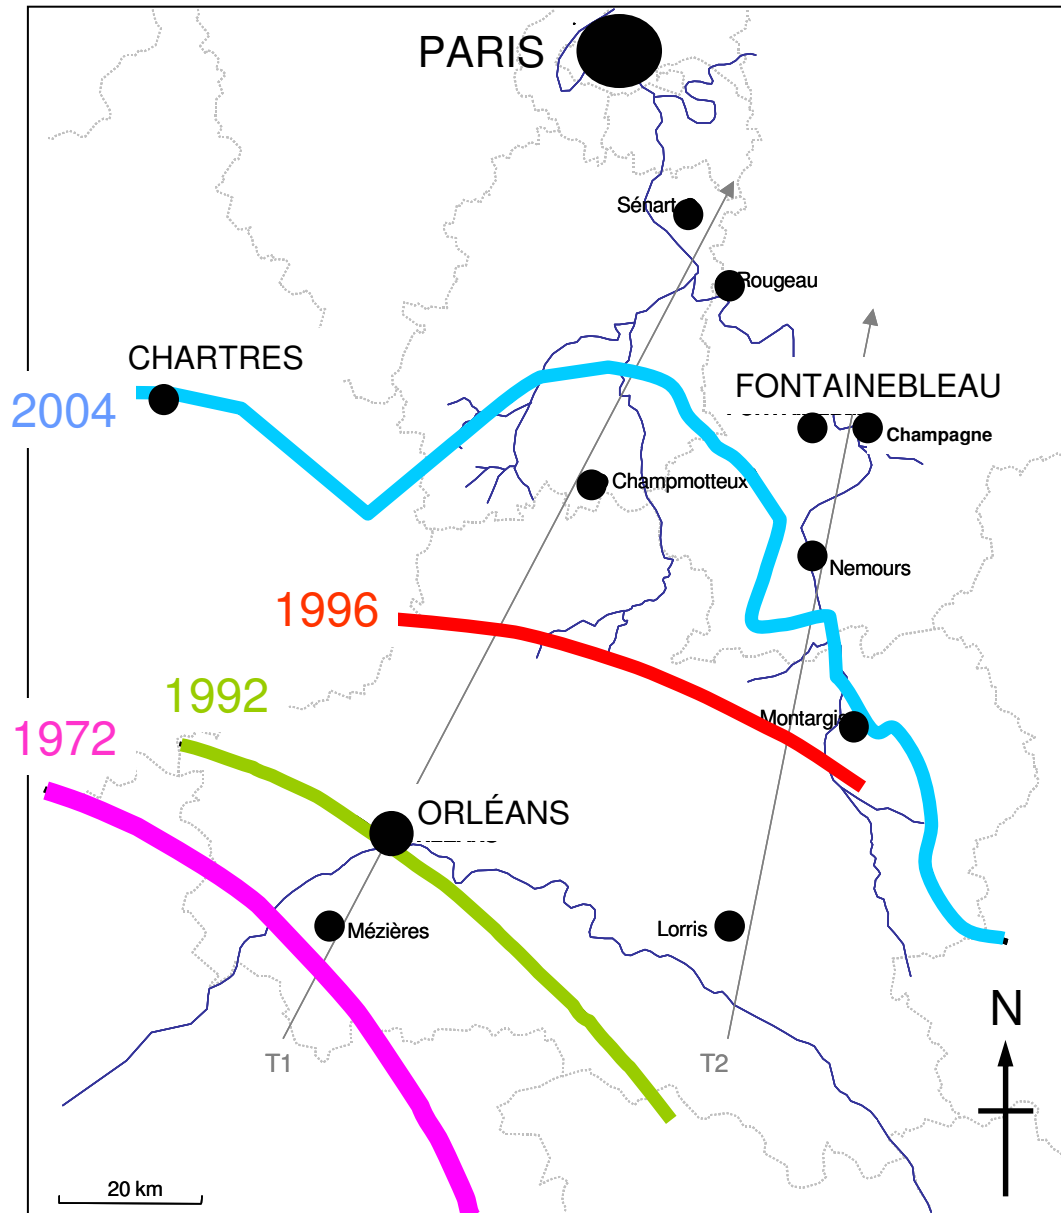 PARIS
Sénart
Rougeau
CHARTRES
2004
FONTAINEBLEAU
Champagne
Champmotteux
Nemours
1996
1992
Montargis
1972
ORLÉANS
Mézières
Lorris
N
T1
T2
20 km